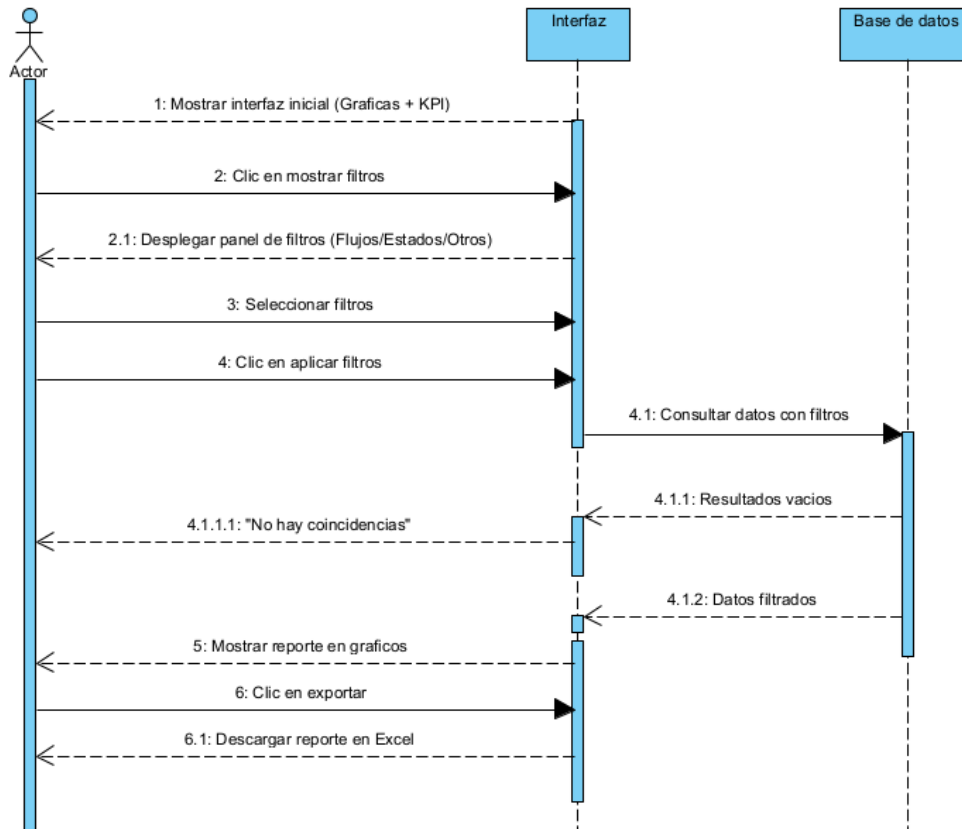 Interfaz
Base de datos
Actor
1: Mostrar interfaz inicial (Graficas + KPI)
2: Clic en mostrar filtros
2.1: Desplegar panel de filtros (Flujos/Estados/Otros)
3: Seleccionar filtros
4: Clic en aplicar filtros
4.1: Consultar datos con filtros
4.1.1: Resultados vacios
4.1.1.1: "No hay coincidencias"
4.1.2: Datos filtrados
5: Mostrar reporte en graficos
6: Clic en exportar
6.1: Descargar reporte en Excel